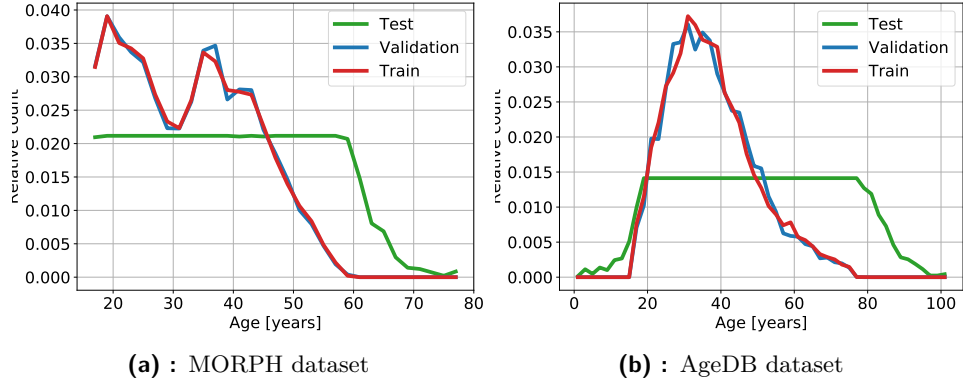 Relative count
0.040
0.035
0.030
0.025
0.020
0.015
0.010
0.005
0.000
20 30 40 50 60 70 80
Age [years]
Test
Validation
Train
(a) : MORPH dataset
Relative count
0.035
0.030
0.025
0.020
0.015
0.010
0.005
0.000
0 20 40 60 80 100
Age [years]
Test
Validation
Train
(b) : AgeDB dataset